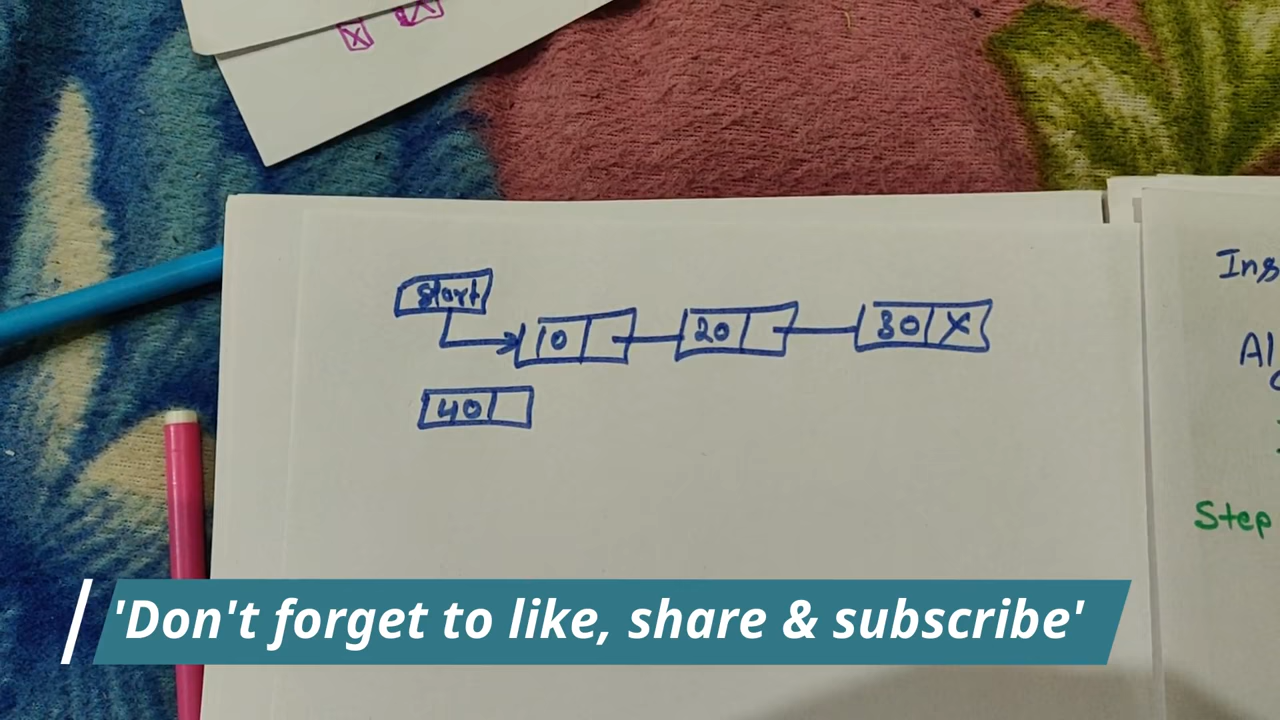 Start
10 20 30 X
40
Ins
Al
Step
'Don't forget to like, share & subscribe'